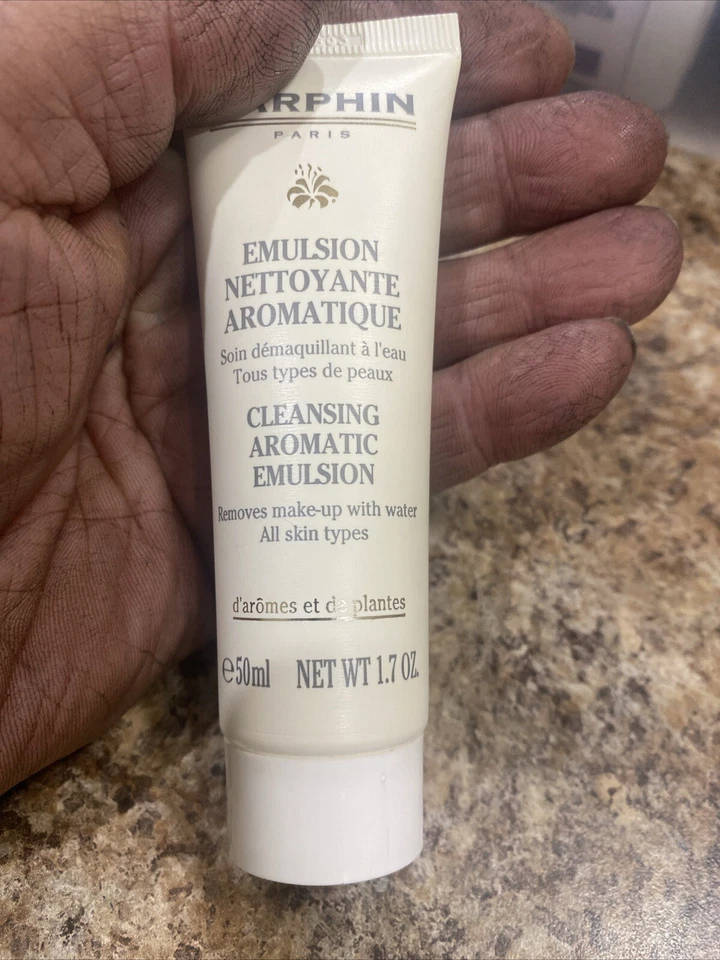 ARPHIN
PARIS
EMULSION
NETTOYANTE
AROMATIQUE
Soin démaquillant à l'eau
Tous types de peaux
CLEANSING
AROMATIC
EMULSION
Removes make-up with water
All skin types
d'arômes et de plantes
℮50ml NET WT 1.7 OZ.